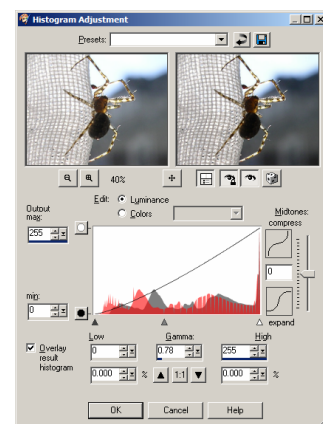 Histogram Adjustment
Presets:
40%
Edit: Luminance
Colors
Output max:
255
Midtones:
compress
0
min:
0
expand
Low Gamma: High
0 0.78 255
Overlay result histogram
0.000 % 1:1 0.000 %
OK Cancel Help